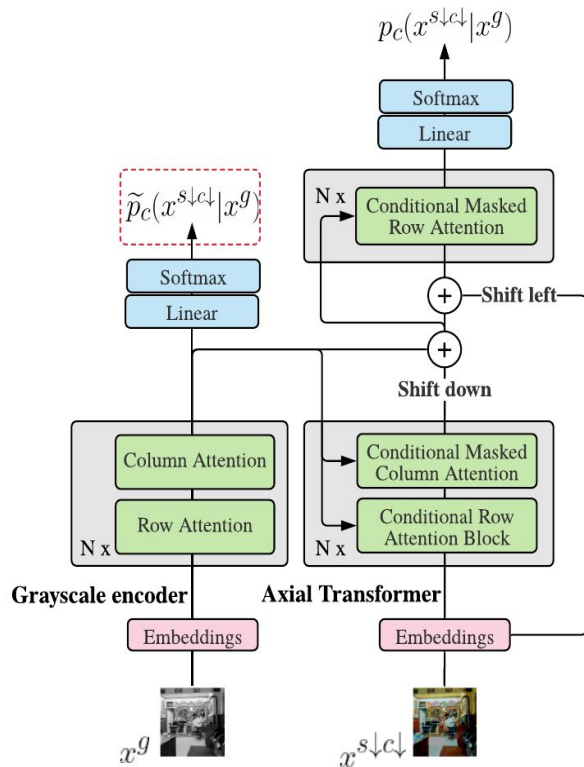 p_c(x^{s↓c↓}|x^g)
Softmax
Linear
N x
Conditional Masked
Row Attention
Shift left
+
+
Shift down
p̃_c(x^{s↓c↓}|x^g)
Softmax
Linear
Column Attention
Row Attention
N x
Conditional Masked
Column Attention
Conditional Row
Attention Block
N x
Grayscale encoder
Axial Transformer
Embeddings
Embeddings
x^g
x^{s↓c↓}